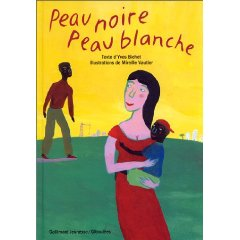 Peau noire
Peau blanche
Texte d'Yves Bichet
Illustrations de Mireille Vautier
Gallimard Jeunesse / Giboulées